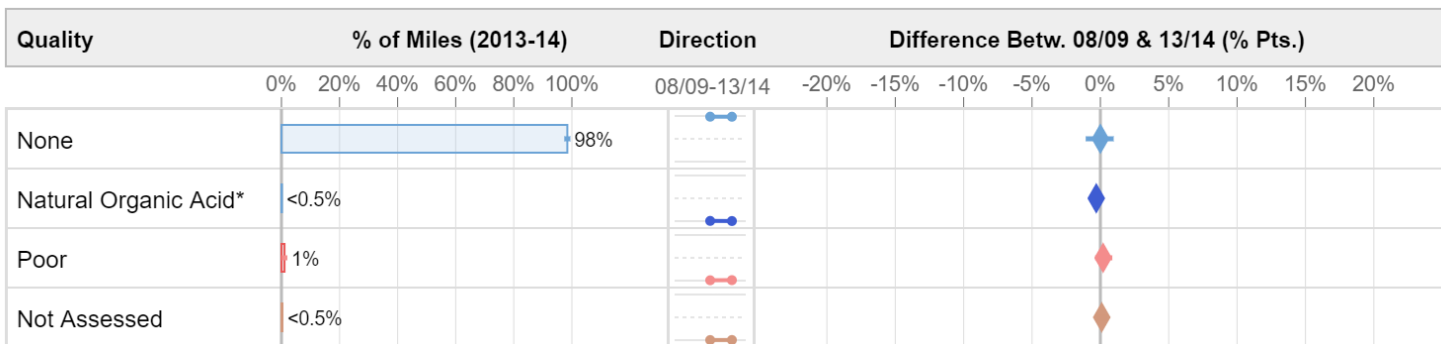 Quality % of Miles (2013-14) Direction Difference Betw. 08/09 & 13/14 (% Pts.)
0% 20% 40% 60% 80% 100% 08/09-13/14 -20% -15% -10% -5% 0% 5% 10% 15% 20%
None 98%
Natural Organic Acid* <0.5%
Poor 1%
Not Assessed <0.5%